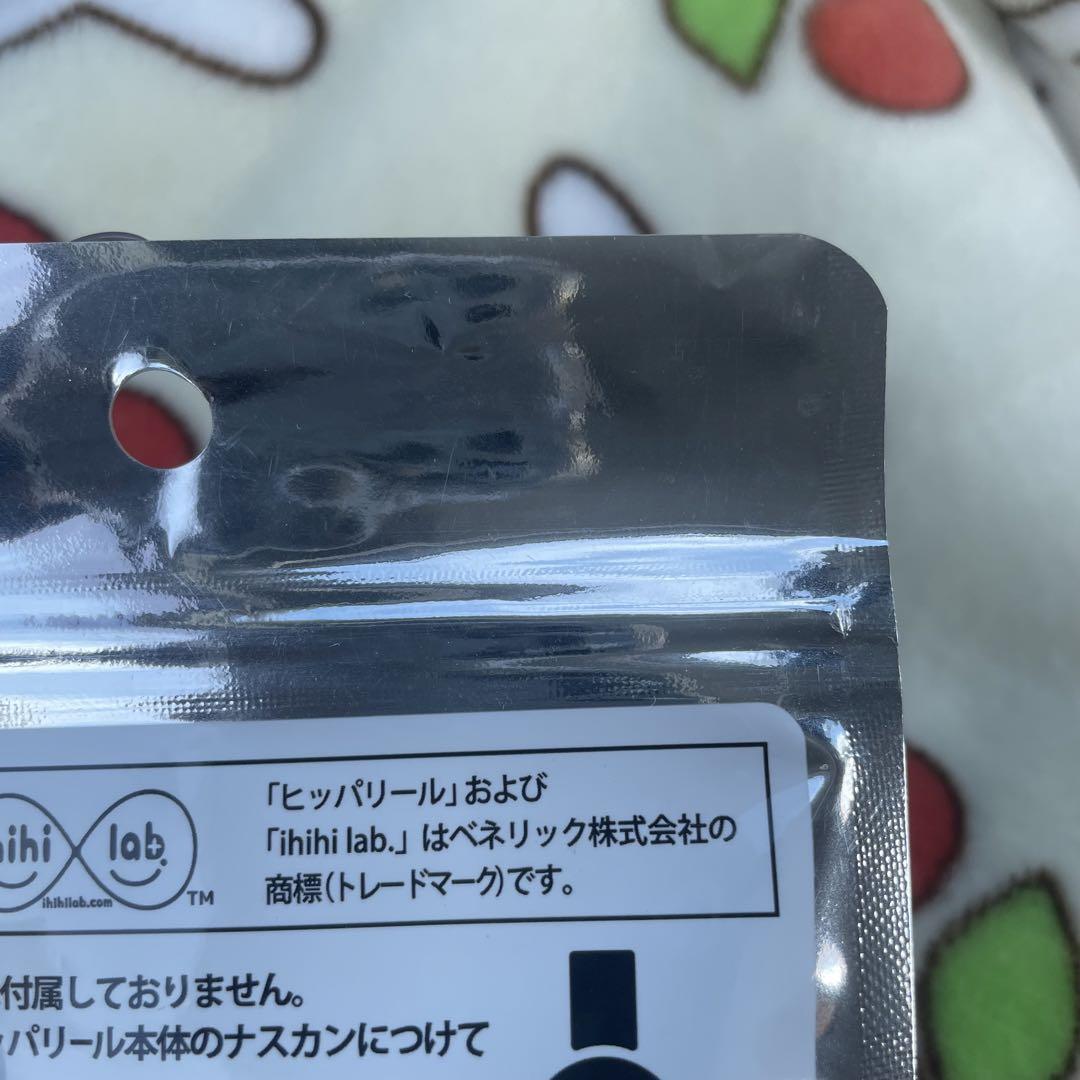 ihihi lab.
ihihilab.com
TM
「ヒッパリール」および
「ihihi lab.」はベネリック株式会社の
商標(トレードマーク)です。
付属しておりません。
ッパリール本体のナスカンにつけて